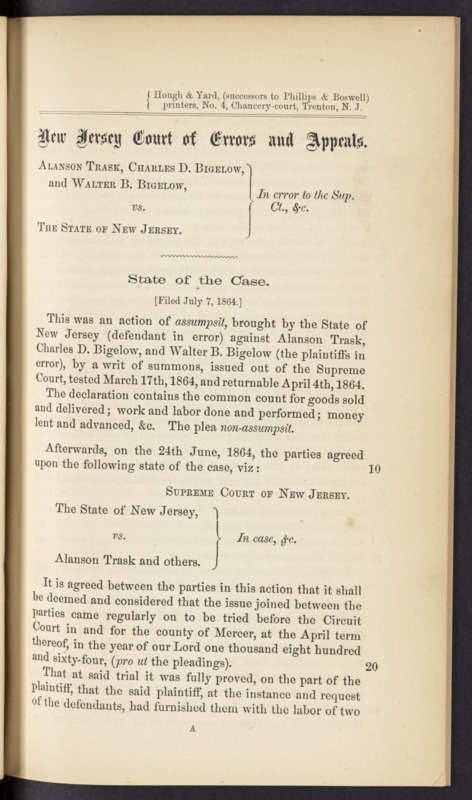 Hough & Yard, (successors to Phillips & Boswell)
printers, No. 4, Chancery-court, Trenton, N. J.
New Jersey Court of Errors and Appeals.
ALANSON TRASK, CHARLES D. BIGELOW,
and WALTER B. BIGELOW,
vs.
THE STATE OF NEW JERSEY.
In error to the Sup.
Ct., &c.
State of the Case.
[Filed July 7, 1864.]
This was an action of assumpsit, brought by the State of
New Jersey (defendant in error) against Alanson Trask,
Charles D. Bigelow, and Walter B. Bigelow (the plaintiffs in
error), by a writ of summons, issued out of the Supreme
Court, tested March 17th, 1864, and returnable April 4th, 1864.
The declaration contains the common count for goods sold
and delivered; work and labor done and performed; money
lent and advanced, &c. The plea non-assumpsit.
Afterwards, on the 24th June, 1864, the parties agreed
upon the following state of the case, viz: 10
SUPREME COURT OF NEW JERSEY.
The State of New Jersey,
vs.
Alanson Trask and others.
In case, &c.
It is agreed between the parties in this action that it shall
be deemed and considered that the issue joined between the
parties came regularly on to be tried before the Circuit
Court in and for the county of Mercer, at the April term
thereof, in the year of our Lord one thousand eight hundred
and sixty-four, (pro ut the pleadings). 20
That at said trial it was fully proved, on the part of the
plaintiff, that the said plaintiff, at the instance and request
of the defendants, had furnished them with the labor of two
A